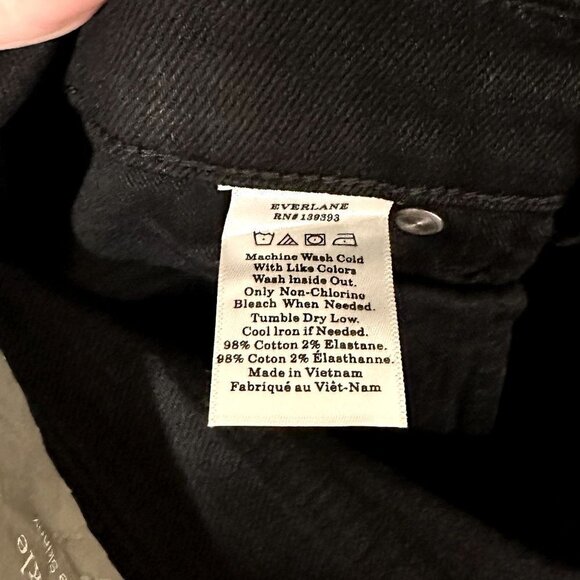 EVERLANE
RN# 139393
Machine Wash Cold
With Like Colors
Wash Inside Out.
Only Non-Chlorine
Bleach When Needed.
Tumble Dry Low.
Cool Iron if Needed.
98% Cotton 2% Elastane.
98% Cotton 2% Élasthanne.
Made in Vietnam
Fabriqué au Viêt-Nam